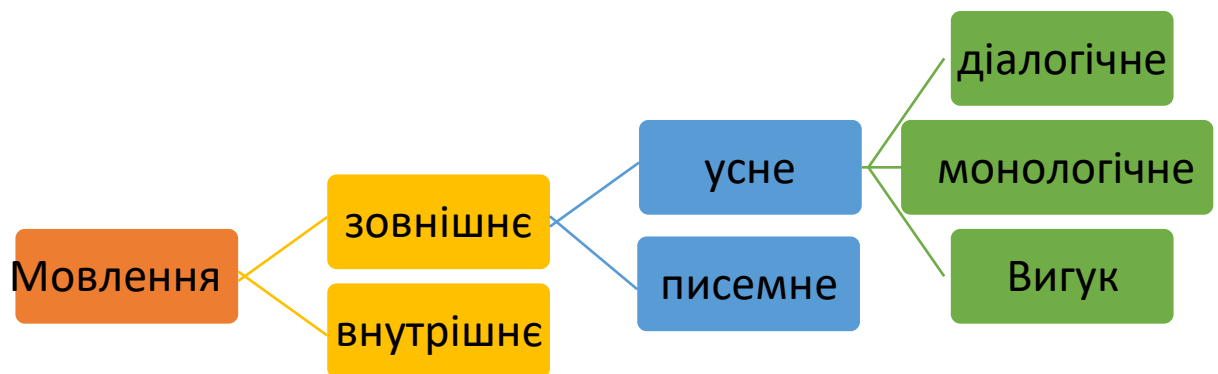 Мовлення
зовнішнє
внутрішнє
усне
писемне
діалогічне
монологічне
Вигук